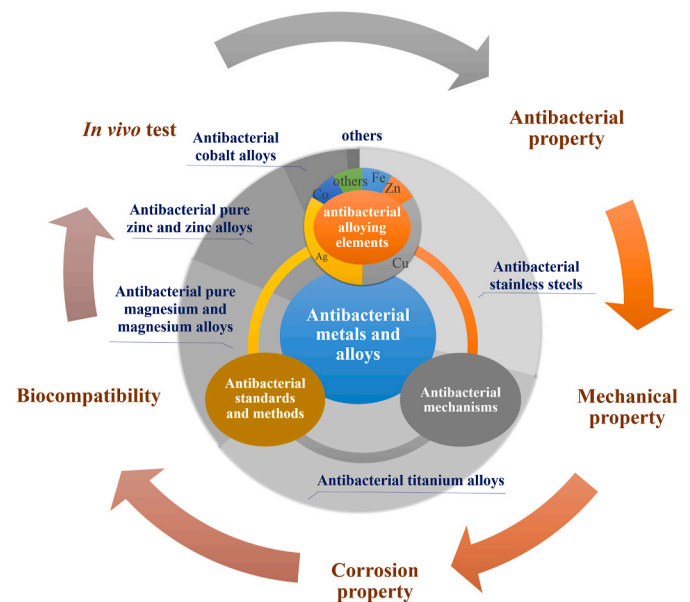 In vivo test
Antibacterial
property
Antibacterial
cobalt alloys
others
Antibacterial pure
zinc and zinc alloys
Co
others
Fe
Zn
antibacterial
alloying
elements
Ag
Cu
Antibacterial
stainless steels
Antibacterial pure
magnesium and
magnesium alloys
Antibacterial
metals and
alloys
Biocompatibility
Antibacterial
standards
and methods
Antibacterial
mechanisms
Mechanical
property
Antibacterial titanium alloys
Corrosion
property